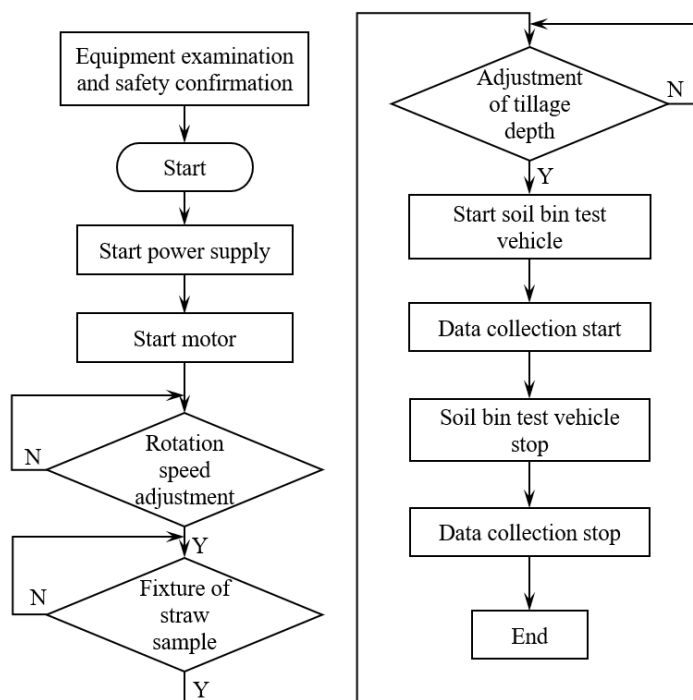 Equipment examination
and safety confirmation
Start
Start power supply
Start motor
Rotation
speed
adjustment
N
Y
Fixture of
straw
sample
N
Y
Adjustment
of tillage
depth
N
Y
Start soil bin test
vehicle
Data collection start
Soil bin test vehicle
stop
Data collection stop
End